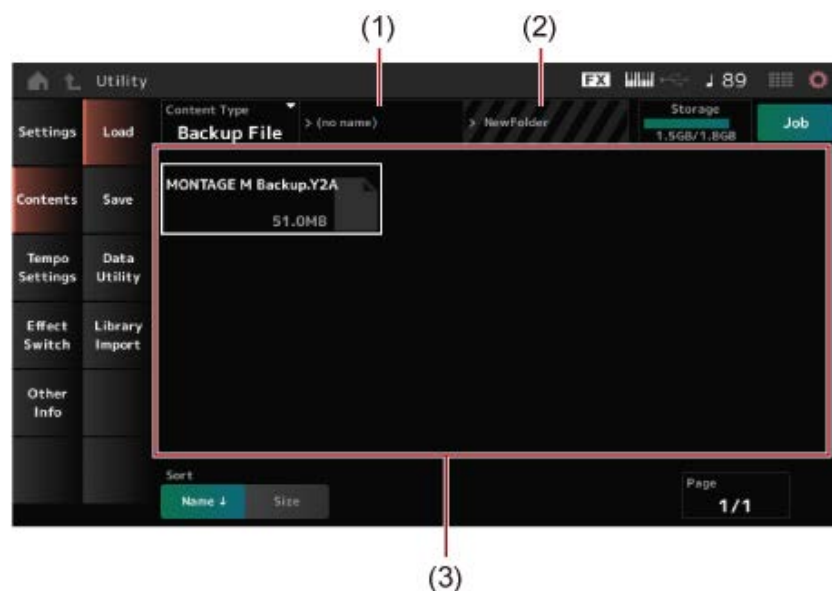 (1)
(2)
Utility
FX
♩ 89
Settings
Load
Content Type
Backup File
> (no name)
> NewFolder
Storage
1.5GB/1.8GB
Job
Contents
Save
MONTAGE M Backup.Y2A
51.0MB
Tempo
Settings
Data
Utility
Effect
Switch
Library
Import
Other
Info
Sort
Name ↓
Size
Page
1/1
(3)